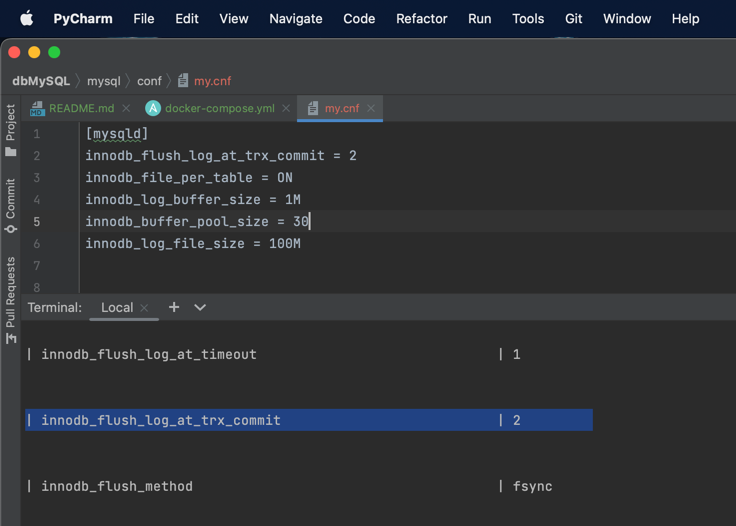 PyCharm File Edit View Navigate Code Refactor Run Tools Git Window Help
dbMySQL mysql conf my.cnf
README.md docker-compose.yml my.cnf
Project
Commit
Pull Requests
1 [mysqld]
2 innodb_flush_log_at_trx_commit = 2
3 innodb_file_per_table = ON
4 innodb_log_buffer_size = 1M
5 innodb_buffer_pool_size = 30
6 innodb_log_file_size = 100M
7
8
Terminal: Local
| innodb_flush_log_at_timeout | 1
| innodb_flush_log_at_trx_commit | 2
| innodb_flush_method | fsync